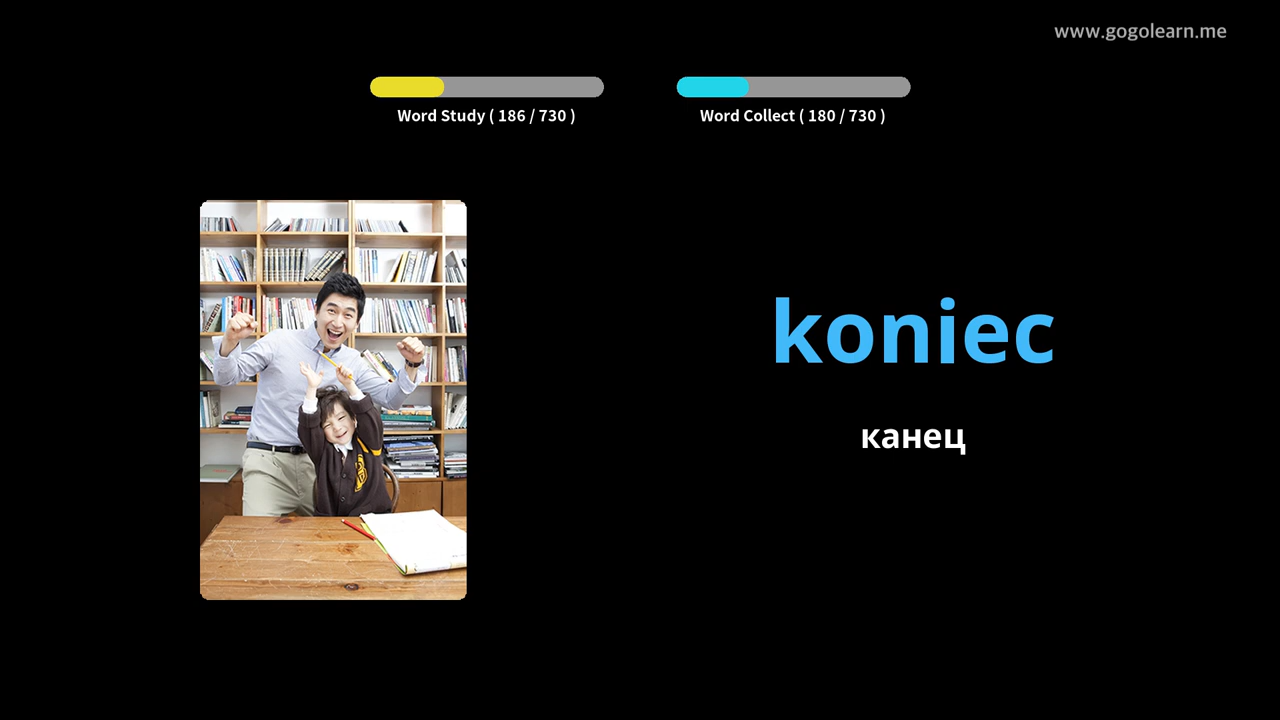 www.gogolearn.me
Word Study ( 186 / 730 )
Word Collect ( 180 / 730 )
koniec
канец